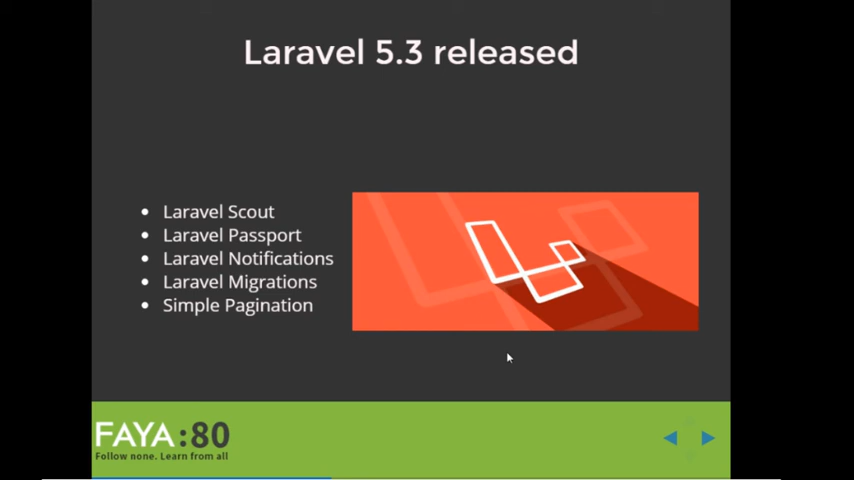 Laravel 5.3 released
Laravel Scout
Laravel Passport
Laravel Notifications
Laravel Migrations
Simple Pagination
FAYA:80
Follow none. Learn from all